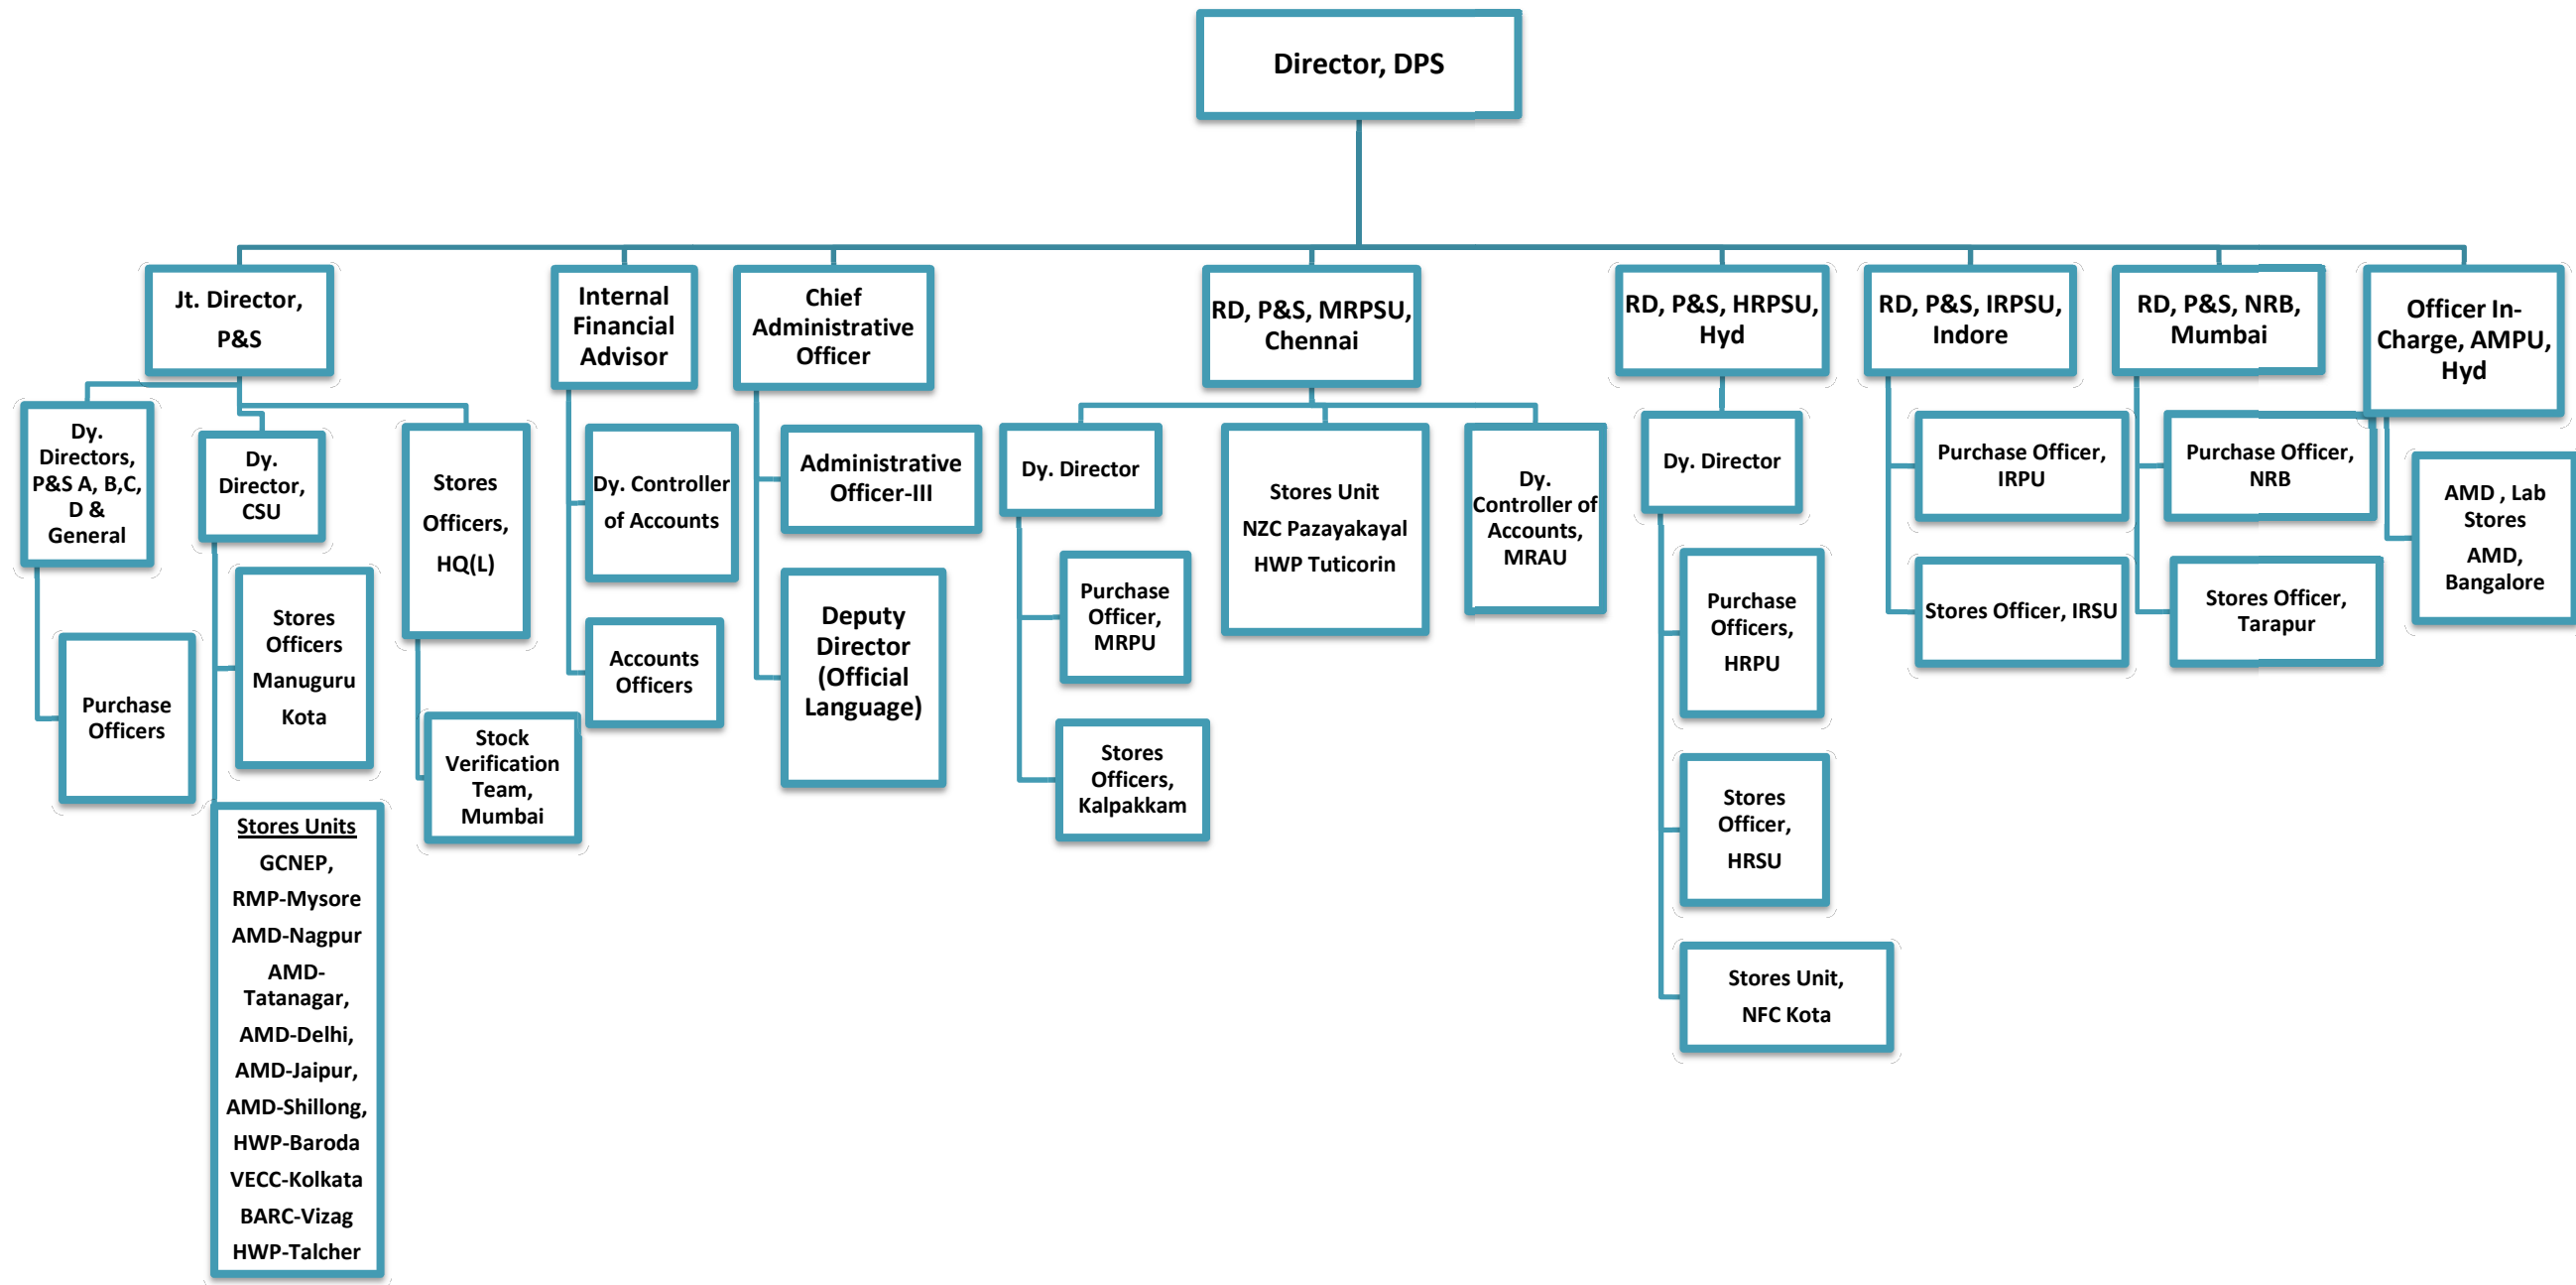 Director, DPS
Jt. Director,
P&S
Internal
Financial
Advisor
Chief
Administrative
Officer
RD, P&S, MRPSU,
Chennai
RD, P&S, HRPSU,
Hyd
RD, P&S, IRPSU,
Indore
RD, P&S, NRB,
Mumbai
Officer In-
Charge, AMPU,
Hyd
Dy.
Directors,
P&S A, B,C,
D &
General
Purchase
Officers
Dy.
Director,
CSU
Stores
Officers
Manuguru
Kota
Stores Units
GCNEP,
RMP-Mysore
AMD-Nagpur
AMD-
Tatanagar,
AMD-Delhi,
AMD-Jaipur,
AMD-Shillong,
HWP-Baroda
VECC-Kolkata
BARC-Vizag
HWP-Talcher
Stores
Officers,
HQ(L)
Stock
Verification
Team,
Mumbai
Dy. Controller
of Accounts
Accounts
Officers
Administrative
Officer-III
Deputy
Director
(Official
Language)
Dy. Director
Purchase
Officer,
MRPU
Stores
Officers,
Kalpakkam
Stores Unit
NZC Pazayakayal
HWP Tuticorin
Dy.
Controller of
Accounts,
MRAU
Dy. Director
Purchase
Officers,
HRPU
Stores
Officer,
HRSU
Stores Unit,
NFC Kota
Purchase Officer,
IRPU
Stores Officer, IRSU
Purchase Officer,
NRB
Stores Officer,
Tarapur
AMD , Lab
Stores
AMD,
Bangalore